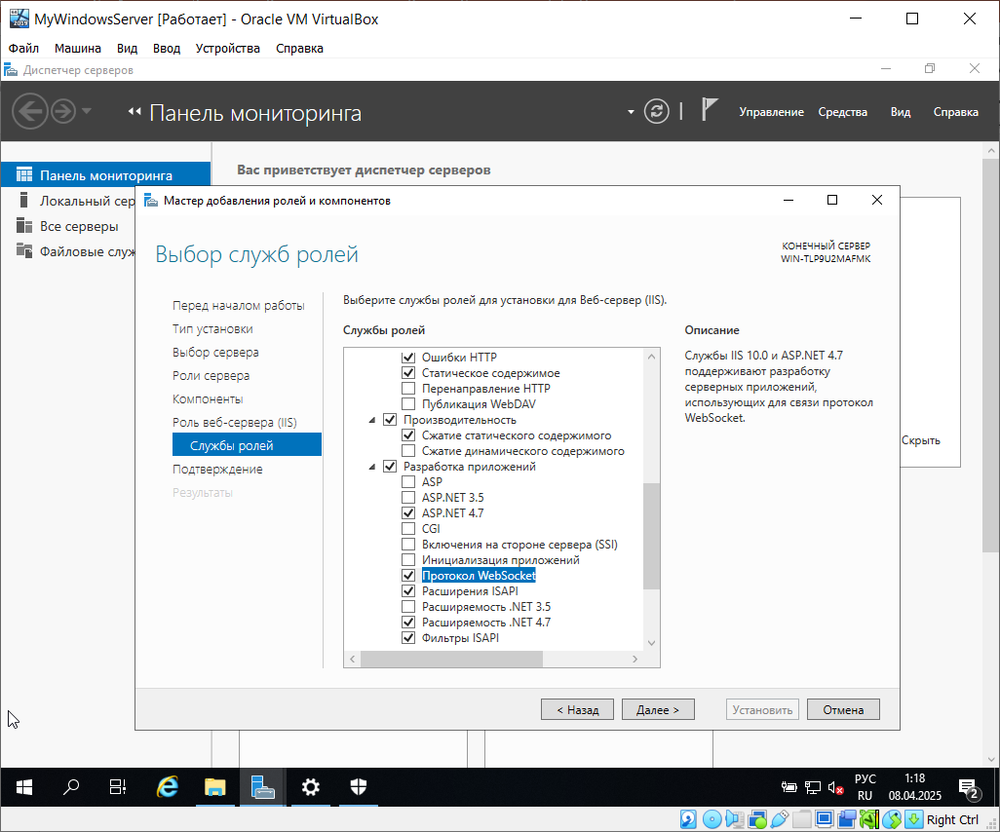 MyWindowsServer [Работает] - Oracle VM VirtualBox
Файл Машина Вид Ввод Устройства Справка
Диспетчер серверов
Панель мониторинга
Управление Средства Вид Справка
Панель мониторинга
Локальный сер
Все серверы
Файловые служ
Вас приветствует диспетчер серверов
Мастер добавления ролей и компонентов
Выбор служб ролей
КОНЕЧНЫЙ СЕРВЕР
WIN-TLP9U2MAFMK
Перед началом работы
Тип установки
Выбор сервера
Роли сервера
Компоненты
Роль веб-сервера (IIS)
Службы ролей
Подтверждение
Результаты
Выберите службы ролей для установки для Веб-сервер (IIS).
Службы ролей
Ошибки HTTP
Статическое содержимое
Перенаправление HTTP
Публикация WebDAV
Производительность
Сжатие статического содержимого
Сжатие динамического содержимого
Разработка приложений
ASP
ASP.NET 3.5
ASP.NET 4.7
CGI
Включения на стороне сервера (SSI)
Инициализация приложений
Протокол WebSocket
Расширения ISAPI
Расширяемость .NET 3.5
Расширяемость .NET 4.7
Фильтры ISAPI
Описание
Службы IIS 10.0 и ASP.NET 4.7
поддерживают разработку
серверных приложений,
использующих для связи протокол
WebSocket.
Скрыть
< Назад Далее > Установить Отмена
РУС
RU
1:18
08.04.2025
2
Right Ctrl